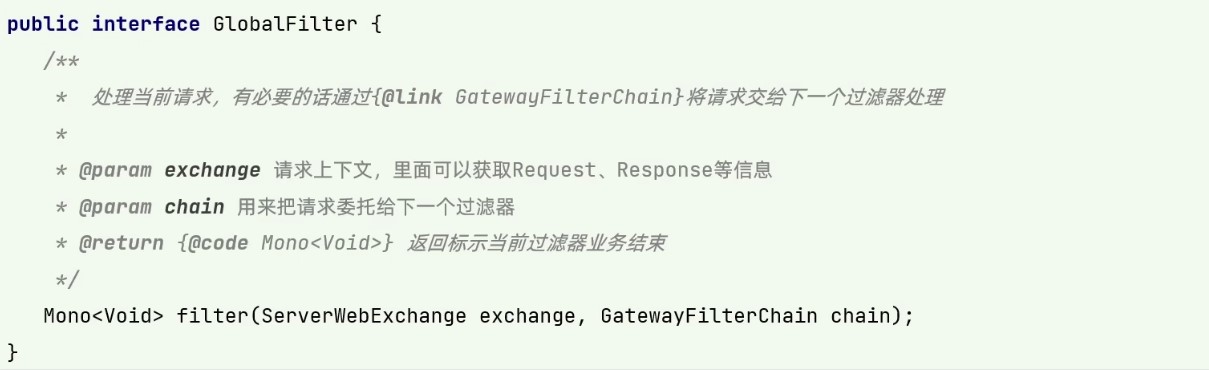 public interface GlobalFilter {
/**
*  处理当前请求，有必要的话通过{@link GatewayFilterChain}将请求交给下一个过滤器处理
*
* @param exchange 请求上下文，里面可以获取Request、Response等信息
* @param chain 用来把请求委托给下一个过滤器
* @return {@code Mono<Void>} 返回标示当前过滤器业务结束
*/
Mono<Void> filter(ServerWebExchange exchange, GatewayFilterChain chain);
}